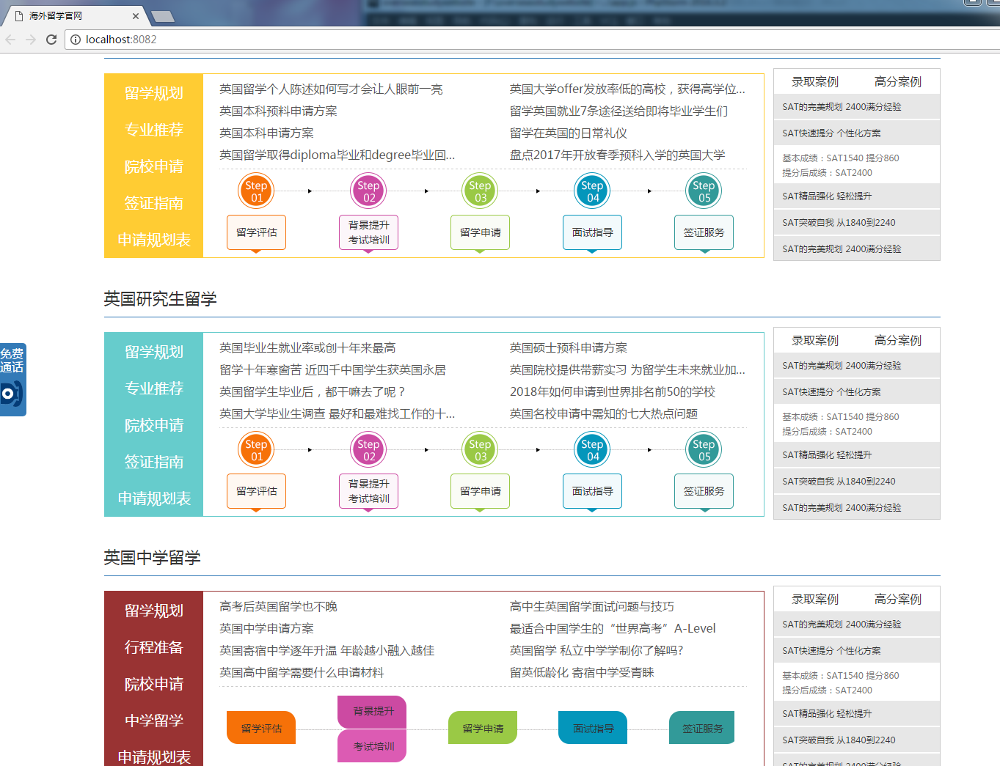 海外留学官网
localhost:8082
留学规划
专业推荐
院校申请
签证指南
申请规划表
英国留学个人陈述如何写才会让人眼前一亮
英国大学offer发放率低的高校，获得高学位...
英国本科预料申请方案
留学英国就业7条途径送给即将毕业学生们
英国本科申请方案
留学在英国的日常礼仪
英国留学取得diploma毕业和degree毕业回...
盘点2017年开放春季预科入学的英国大学
Step
01
Step
02
Step
03
Step
04
Step
05
留学评估
背景提升
考试培训
留学申请
面试指导
签证服务
录取案例
高分案例
SAT的完美规划 2400满分经验
SAT快速提分 个性化方案
基本成绩：SAT1540 提分860
提分后成绩：SAT2400
SAT精品强化 轻松提升
SAT突破自我 从1840到2240
SAT的完美规划 2400满分经验
英国研究生留学
免费
通话
留学规划
专业推荐
院校申请
签证指南
申请规划表
英国毕业生就业率或创十年来最高
英国硕士预科申请方案
留学十年寒窗苦 近四千中国学生获英国永居
英国院校提供带薪实习 为留学生未来就业加...
英国留学生毕业后，都干嘛去了呢？
2018年如何申请到世界排名前50的学校
英国大学毕业生调查 最好和最难找工作的十...
英国名校申请中需知的七大热点问题
Step
01
Step
02
Step
03
Step
04
Step
05
留学评估
背景提升
考试培训
留学申请
面试指导
签证服务
录取案例
高分案例
SAT的完美规划 2400满分经验
SAT快速提分 个性化方案
基本成绩：SAT1540 提分860
提分后成绩：SAT2400
SAT精品强化 轻松提升
SAT突破自我 从1840到2240
SAT的完美规划 2400满分经验
英国中学留学
留学规划
行程准备
院校申请
中学留学
申请规划表
高考后英国留学也不晚
高中生英国留学面试问题与技巧
英国中学申请方案
最适合中国学生的“世界高考”A-Level
英国寄宿中学逐年升温 年龄越小融入越佳
英国留学 私立中学学制你了解吗?
英国高中留学需要什么申请材料
留英低龄化 寄宿中学受青睐
留学评估
背景提升
考试培训
留学申请
面试指导
签证服务
录取案例
高分案例
SAT的完美规划 2400满分经验
SAT快速提分 个性化方案
基本成绩：SAT1540 提分860
提分后成绩：SAT2400
SAT精品强化 轻松提升
SAT突破自我 从1840到2240
SAT的完美规划 2400满分经验